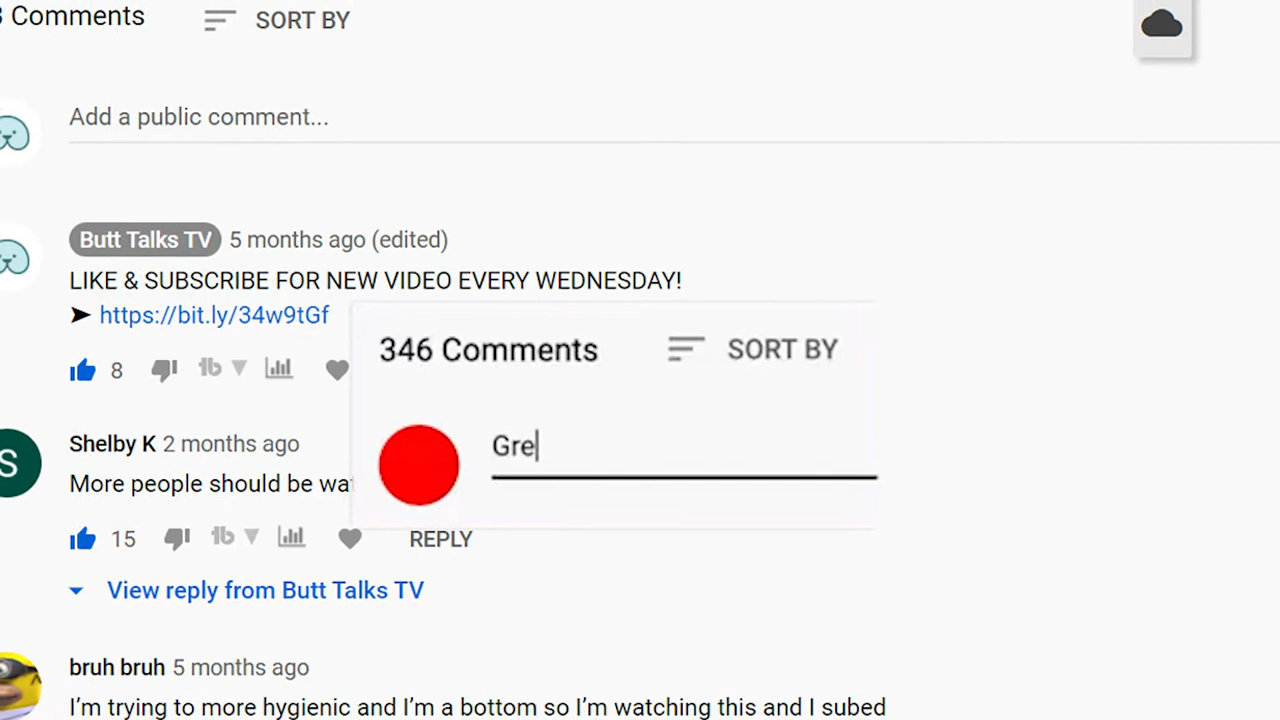 Comments
SORT BY
Add a public comment...
Butt Talks TV 5 months ago (edited)
LIKE & SUBSCRIBE FOR NEW VIDEO EVERY WEDNESDAY!
➤ https://bit.ly/34w9tGf
346 Comments
SORT BY
8
Gre
S
Shelby K 2 months ago
More people should be
15
REPLY
View reply from Butt Talks TV
bruh bruh 5 months ago
I'm trying to more hygienic and I'm a bottom so I'm watching this and I subed